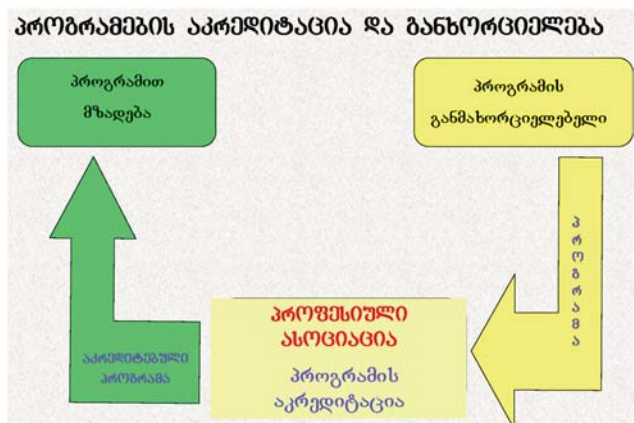 პროგრამების აკრედიტაცია და განხორციელება
პროგრამით
მზადება
პროგრამის
განმახორციელებელი
პროგრამა
პროფესიული
ასოციაცია
პროგრამის
აკრედიტაცია
აკრედიტებული
პროგრამა